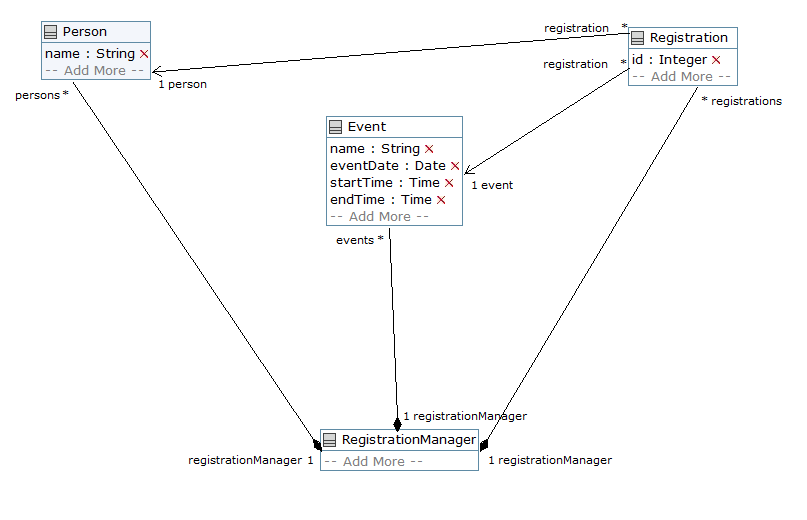 Person
name : String ×
-- Add More --
persons *
1 person
registration *
registration *
Registration
id : Integer ×
-- Add More --
* registrations
Event
name : String ×
eventDate : Date ×
startTime : Time ×
endTime : Time ×
-- Add More --
1 event
events *
1 registrationManager
RegistrationManager
-- Add More --
registrationManager 1
1 registrationManager